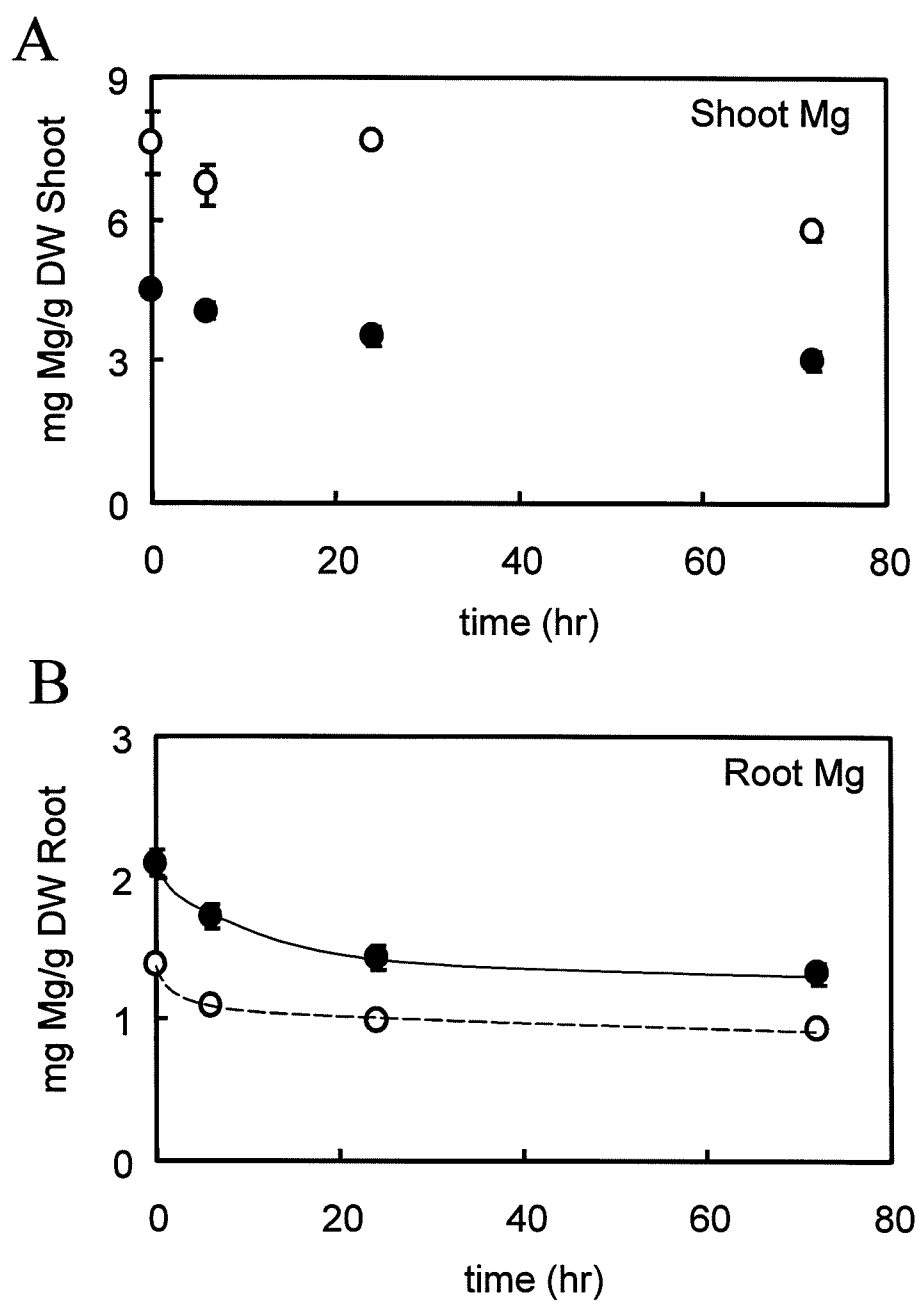 A
9
Shoot Mg
6
3
0
mg Mg/g DW Shoot
0 20 40 60 80
time (hr)
B
3
Root Mg
2
1
0
mg Mg/g DW Root
0 20 40 60 80
time (hr)